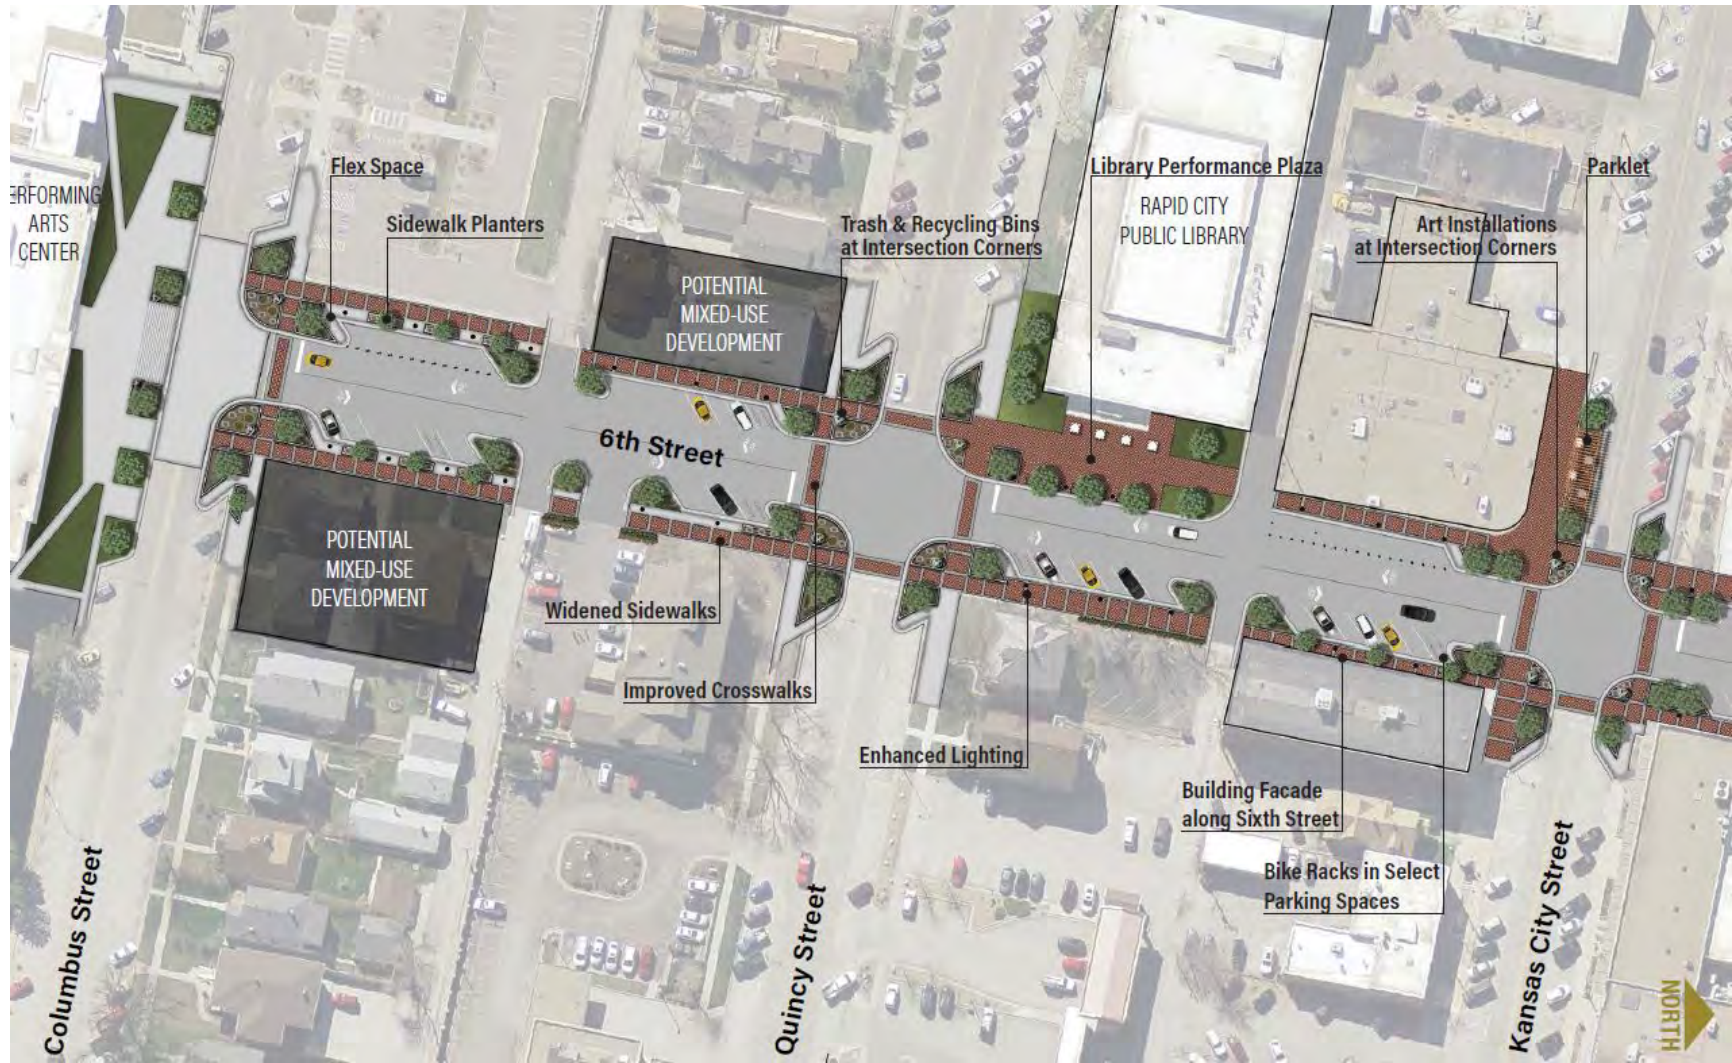 Flex Space
Library Performance Plaza
Parklet
ERFORMING
ARTS
CENTER
Sidewalk Planters
Trash & Recycling Bins
at Intersection Corners
RAPID CITY
PUBLIC LIBRARY
Art Installations
at Intersection Corners
POTENTIAL
MIXED-USE
DEVELOPMENT
6th Street
POTENTIAL
MIXED-USE
DEVELOPMENT
Widened Sidewalks
Improved Crosswalks
Enhanced Lighting
Building Facade
along Sixth Street
Bike Racks in Select
Parking Spaces
Columbus Street
Quincy Street
Kansas City Street
NORTH